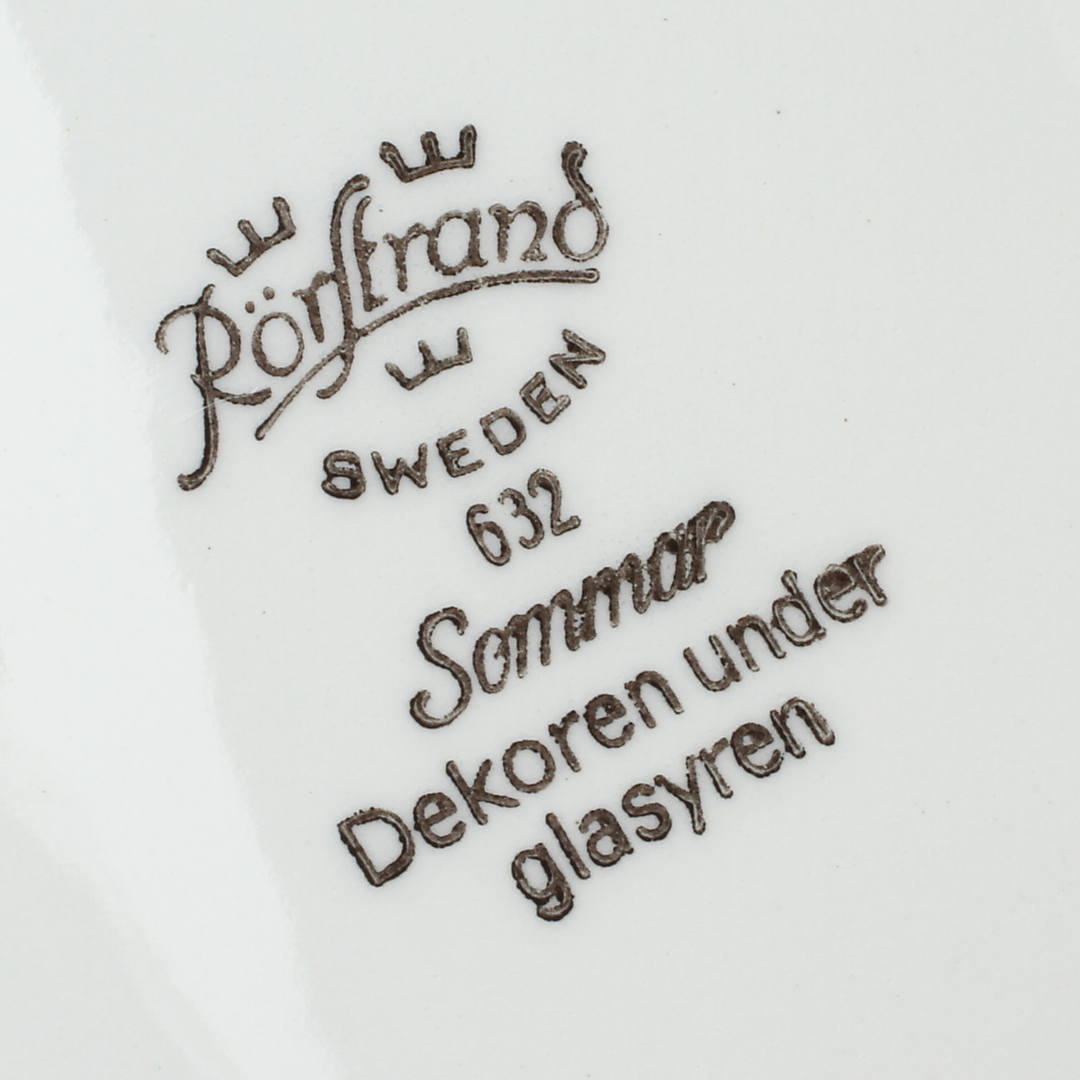 Rörstrand
SWEDEN
632
Sommar
Dekoren under
glasyren